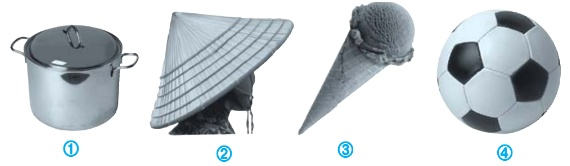 ① ② ③ ④